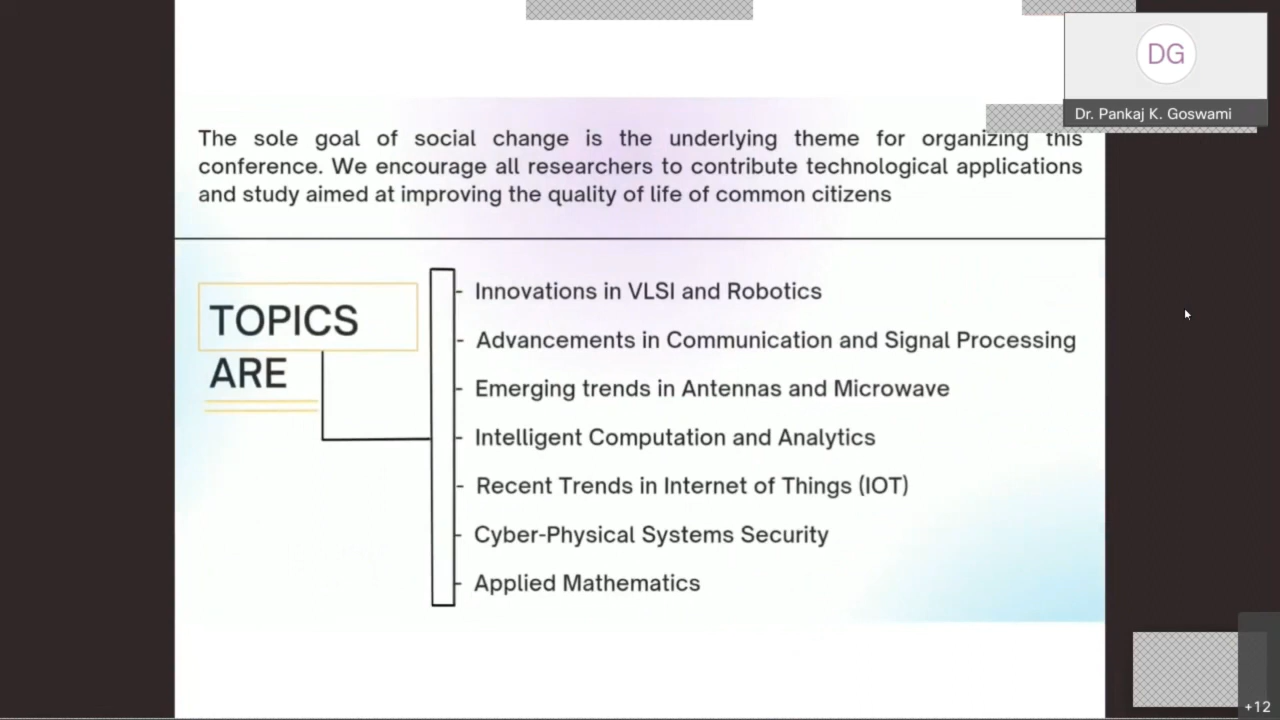 DG
Dr. Pankaj K. Goswami
The sole goal of social change is the underlying theme for organizing this
conference. We encourage all researchers to contribute technological applications
and study aimed at improving the quality of life of common citizens
TOPICS
ARE
- Innovations in VLSI and Robotics
- Advancements in Communication and Signal Processing
- Emerging trends in Antennas and Microwave
- Intelligent Computation and Analytics
- Recent Trends in Internet of Things (IOT)
- Cyber-Physical Systems Security
- Applied Mathematics
+12